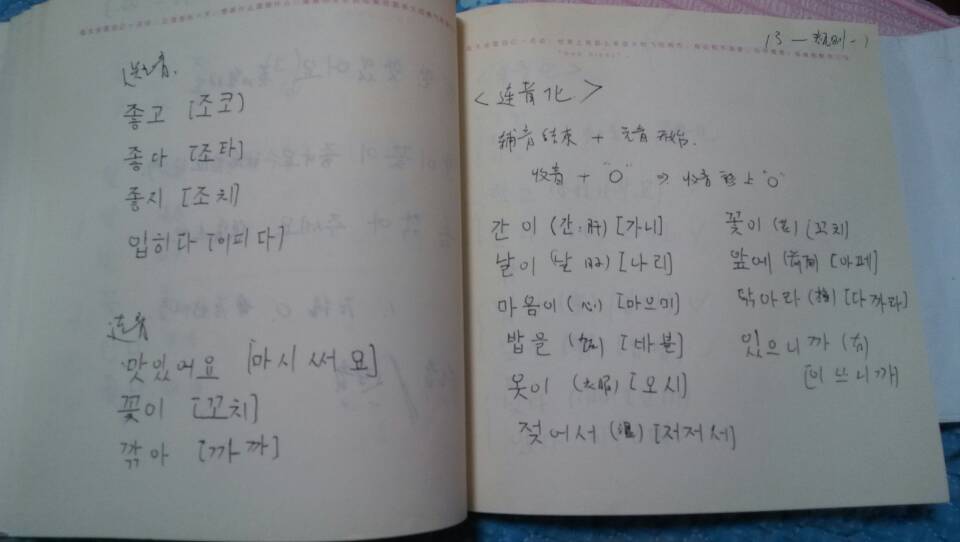 送气音.
좋고 [조코)
좋아 [조타]
좋지 [조치]
입히다 [이피다]
连音
맛있어요 [마시써요]
꽃이 [꼬치]
깎아 [까까]
13-规则-1
<连音化>
辅音结束 + 元音开始.
收音 + "O" ⇒ 收音移上"O"
간이 (간:肝) [가니]
날이 (날) [나리]
마음이 (心) [마으미]
밥을 (饭) [바블]
옷이 (衣服) [오시]
젖어서 (湿) [저저서]
꽃이 (花) [꼬치]
앞에 (前面) [아페]
닦아라 (擦) [다까라]
있으니까 (有)
[이쓰니까]